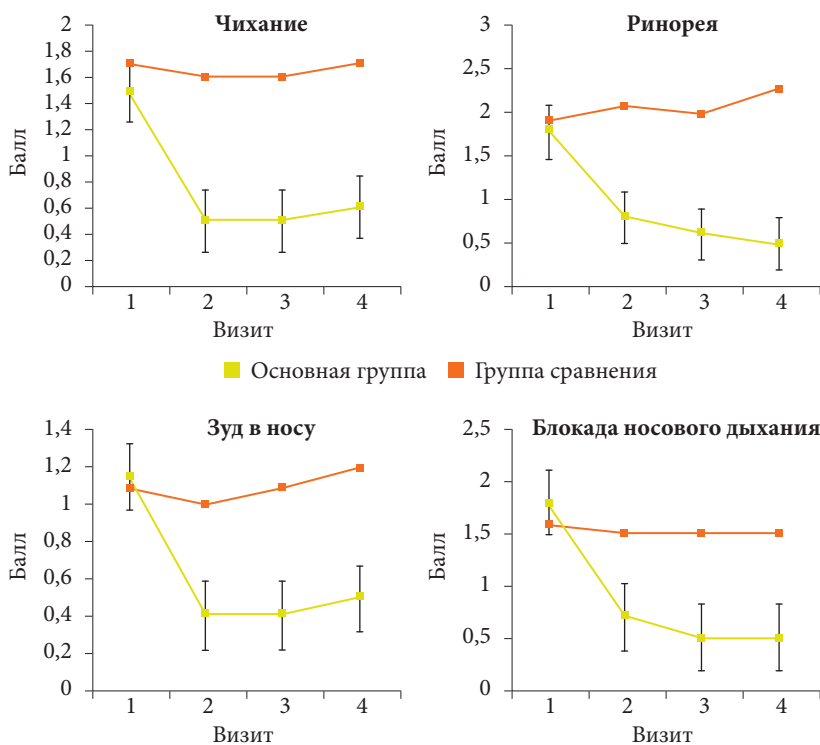 Чихание
Балл
2
1,8
1,6
1,4
1,2
1
0,8
0,6
0,4
0,2
0
1 2 3 4
Визит
Ринорея
Балл
3
2,5
2
1,5
1
0,5
0
1 2 3 4
Визит
Основная группа Группа сравнения
Зуд в носу
Балл
1,4
1,2
1
0,8
0,6
0,4
0,2
0
1 2 3 4
Визит
Блокада носового дыхания
Балл
2,5
2
1,5
1
0,5
0
1 2 3 4
Визит